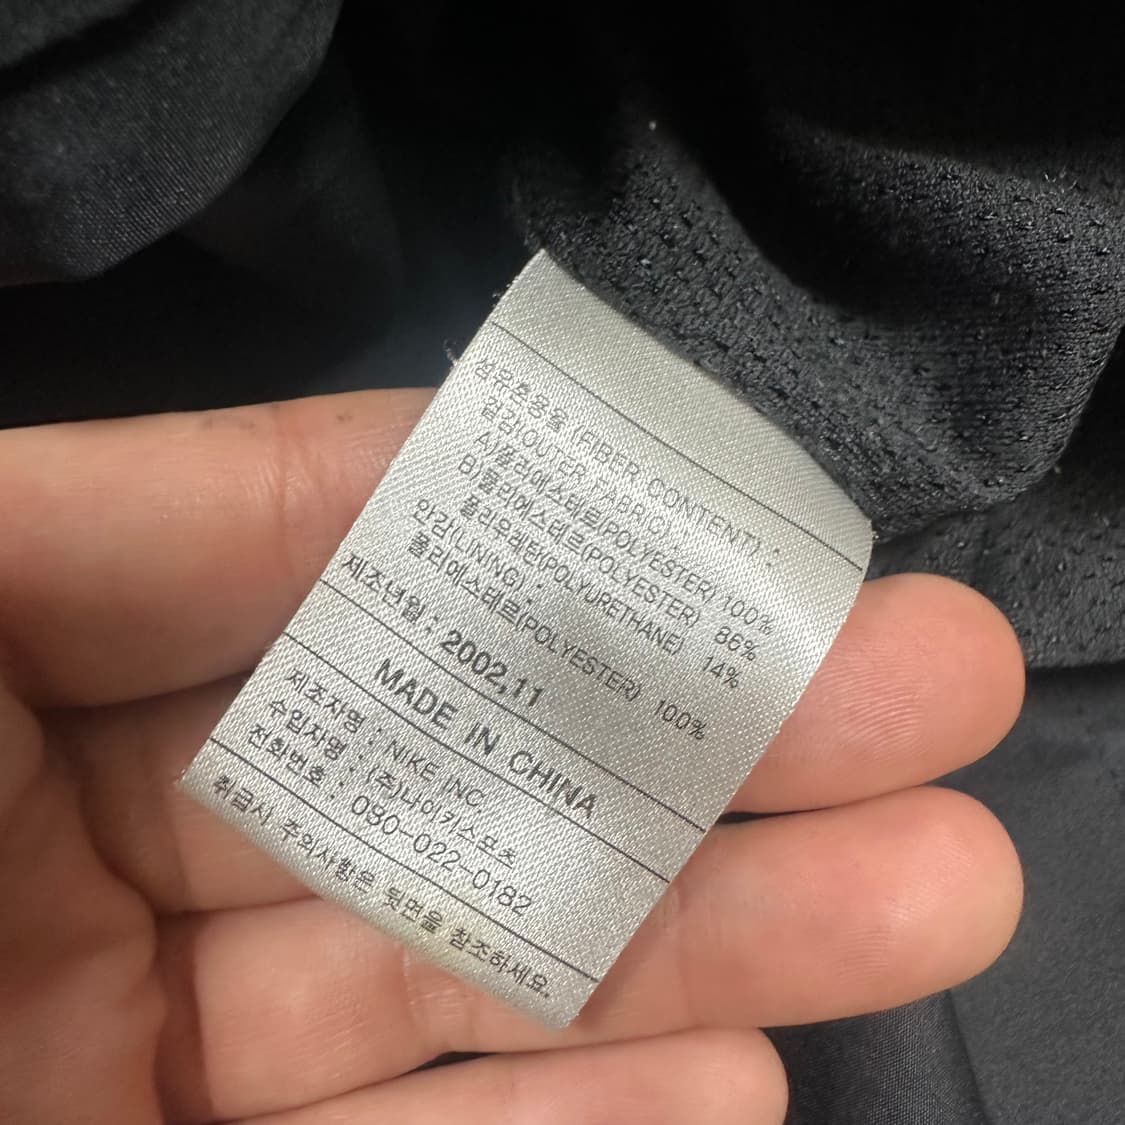 섬유혼용율 (FIBER CONTENT) :
겉감(OUTER FABRIC) :
A)폴리에스테르(POLYESTER) 100%
B)폴리에스테르(POLYESTER) 86%
폴리우레탄(POLYURETHANE) 14%
안감(LINING) :
폴리에스테르(POLYESTER) 100%
제조년월 : 2002,11
MADE IN CHINA
제조자명 : NIKE INC
수입자명 : (주)나이키스포츠
전화번호 : 080-022-0182
취급시 주의사항은 뒷면을 참조하세요.